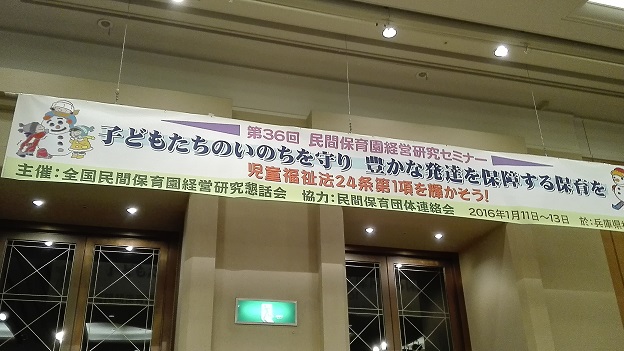 第36回 民間保育園経営研究セミナー
子どもたちのいのちを守り 豊かな発達を保障する保育を
児童福祉法24条第1項を輝かそう!
主催:全国民間保育園経営研究懇話会 協力:民間保育団体連絡会 2016年1月11日~13日 於:兵庫県